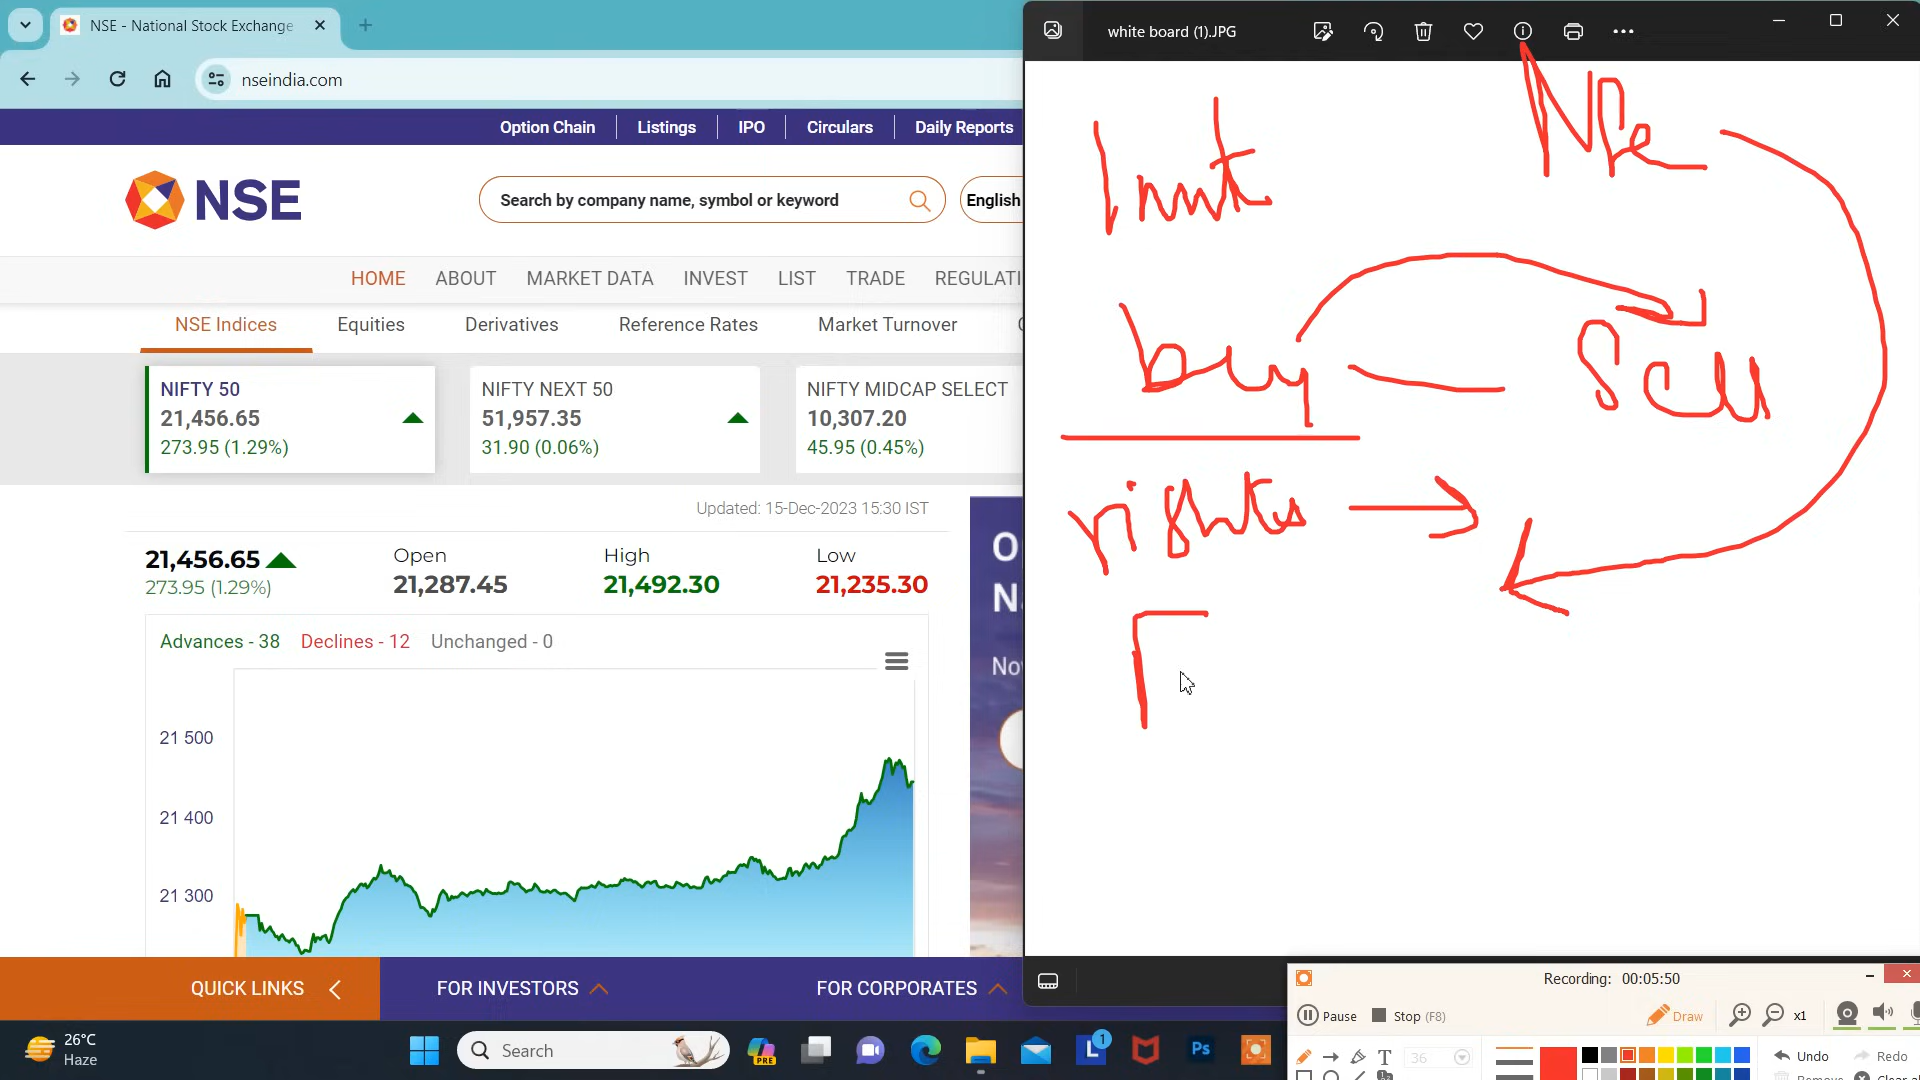 NSE - National Stock Exchange
nseindia.com
white board (1).JPG
Option Chain Listings IPO Circulars Daily Reports
NSE
Search by company name, symbol or keyword
English
HOME ABOUT MARKET DATA INVEST LIST TRADE REGULATI
NSE Indices Equities Derivatives Reference Rates Market Turnover
NIFTY 50
21,456.65
273.95 (1.29%)
NIFTY NEXT 50
51,957.35
31.90 (0.06%)
NIFTY MIDCAP SELECT
10,307.20
45.95 (0.45%)
Updated: 15-Dec-2023 15:30 IST
21,456.65
273.95 (1.29%)
Open
21,287.45
High
21,492.30
Low
21,235.30
Advances - 38 Declines - 12 Unchanged - 0
21 500
21 400
21 300
QUICK LINKS
FOR INVESTORS
FOR CORPORATES
buy
Sell
rights
Recording: 00:05:50
Pause Stop (F8) Draw x1
36 Undo Redo
26°C
Haze
Search
PRE
L
1
Ps